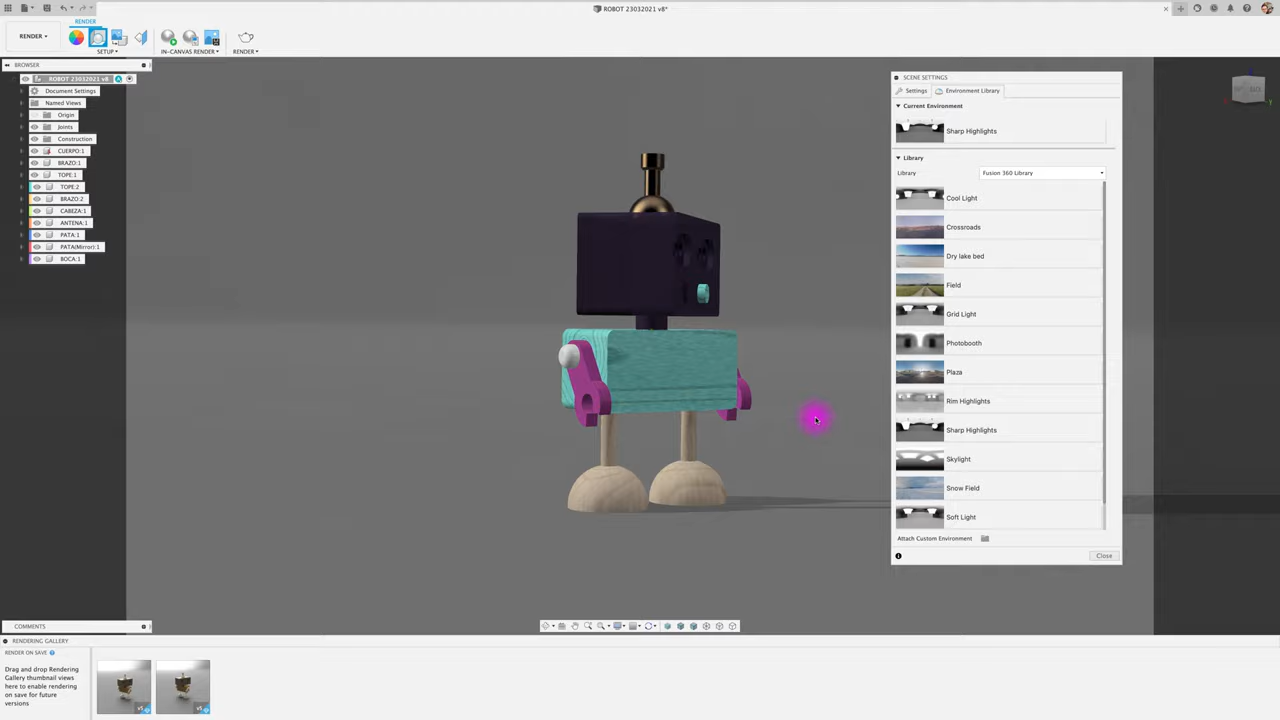 ROBOT 23032021 v8*
RENDER
RENDER
SETUP
IN-CANVAS RENDER
RENDER
BROWSER
ROBOT 23032021 v8
Document Settings
Named Views
Origin
Joints
Construction
CUERPO:1
BRAZO:1
TOPE:1
TOPE:2
BRAZO:2
CABEZA:1
ANTENA:1
PATA:1
PATA(Mirror):1
BOCA:1
SCENE SETTINGS
Settings
Environment Library
Current Environment
Sharp Highlights
Library
Library
Fusion 360 Library
Cool Light
Crossroads
Dry lake bed
Field
Grid Light
Photobooth
Plaza
Rim Highlights
Sharp Highlights
Skylight
Snow Field
Soft Light
Attach Custom Environment
Close
COMMENTS
RENDERING GALLERY
RENDER ON SAVE
Drag and drop Rendering
Gallery thumbnail views
here to enable rendering
on save for future
versions